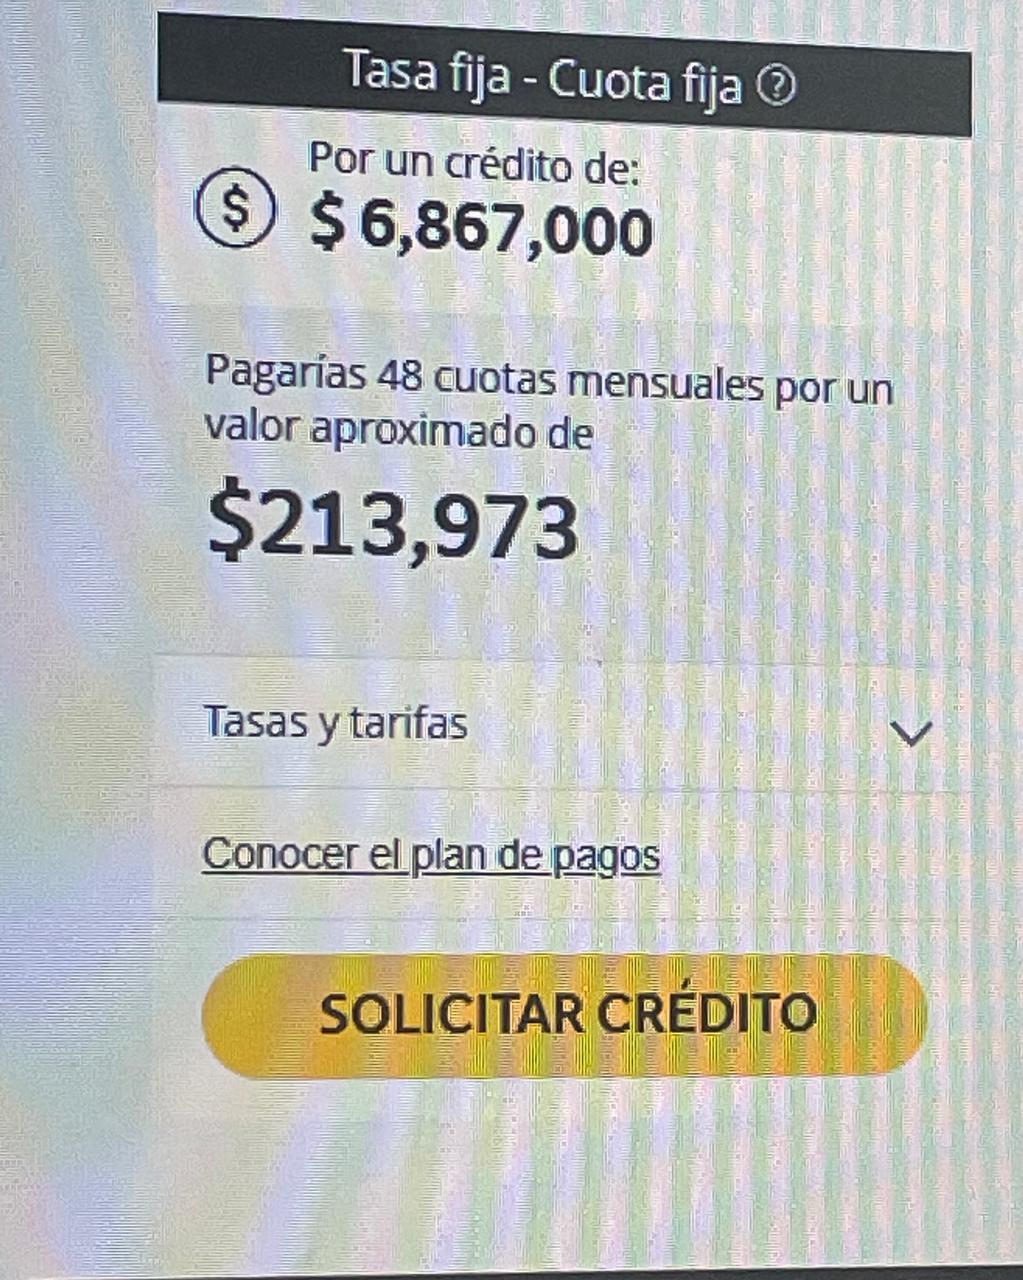 Tasa fija - Cuota fija ?
Por un crédito de:
$
$ 6,867,000
Pagarías 48 cuotas mensuales por un
valor aproximado de
$213,973
Tasas y tarifas
Conocer el plan de pagos
SOLICITAR CRÉDITO